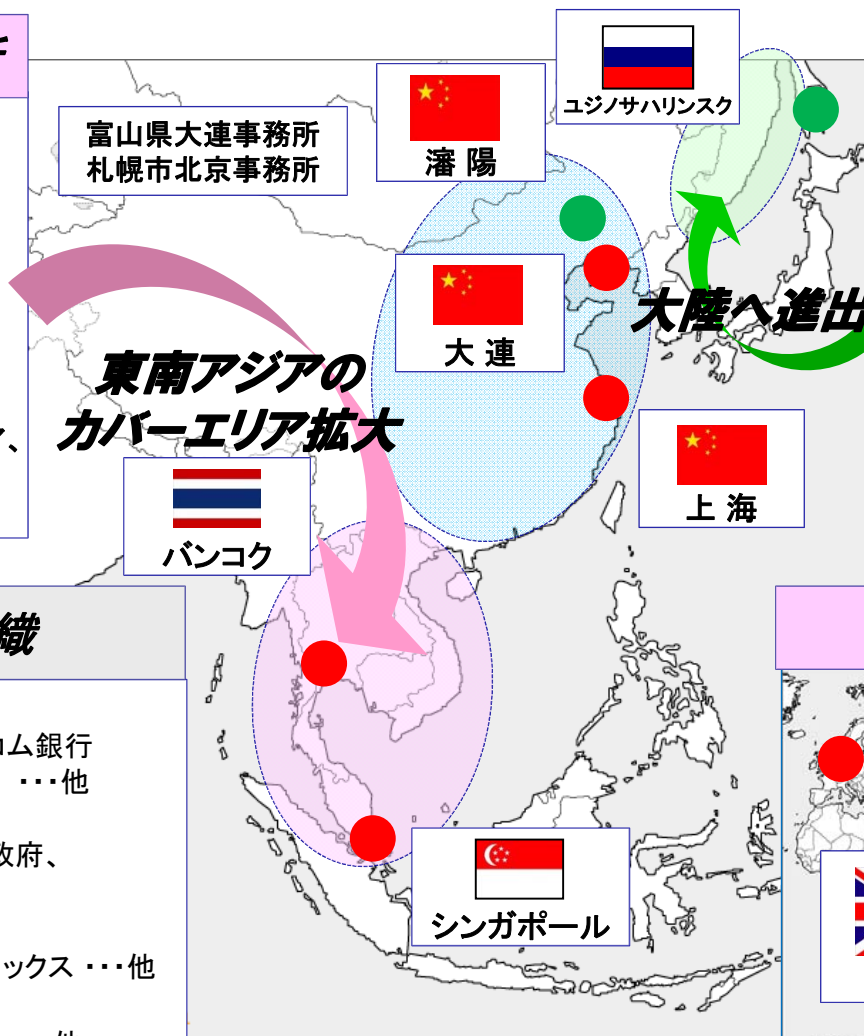 ユジノサハリンスク
富山県大連事務所
札幌市北京事務所
瀋 陽
大 連
大陸へ進出
東南アジアの
カバーエリア拡大
、
上 海
バンコク
織
コム銀行
・・・他
政府、
シンガポール
ックス ・・・他